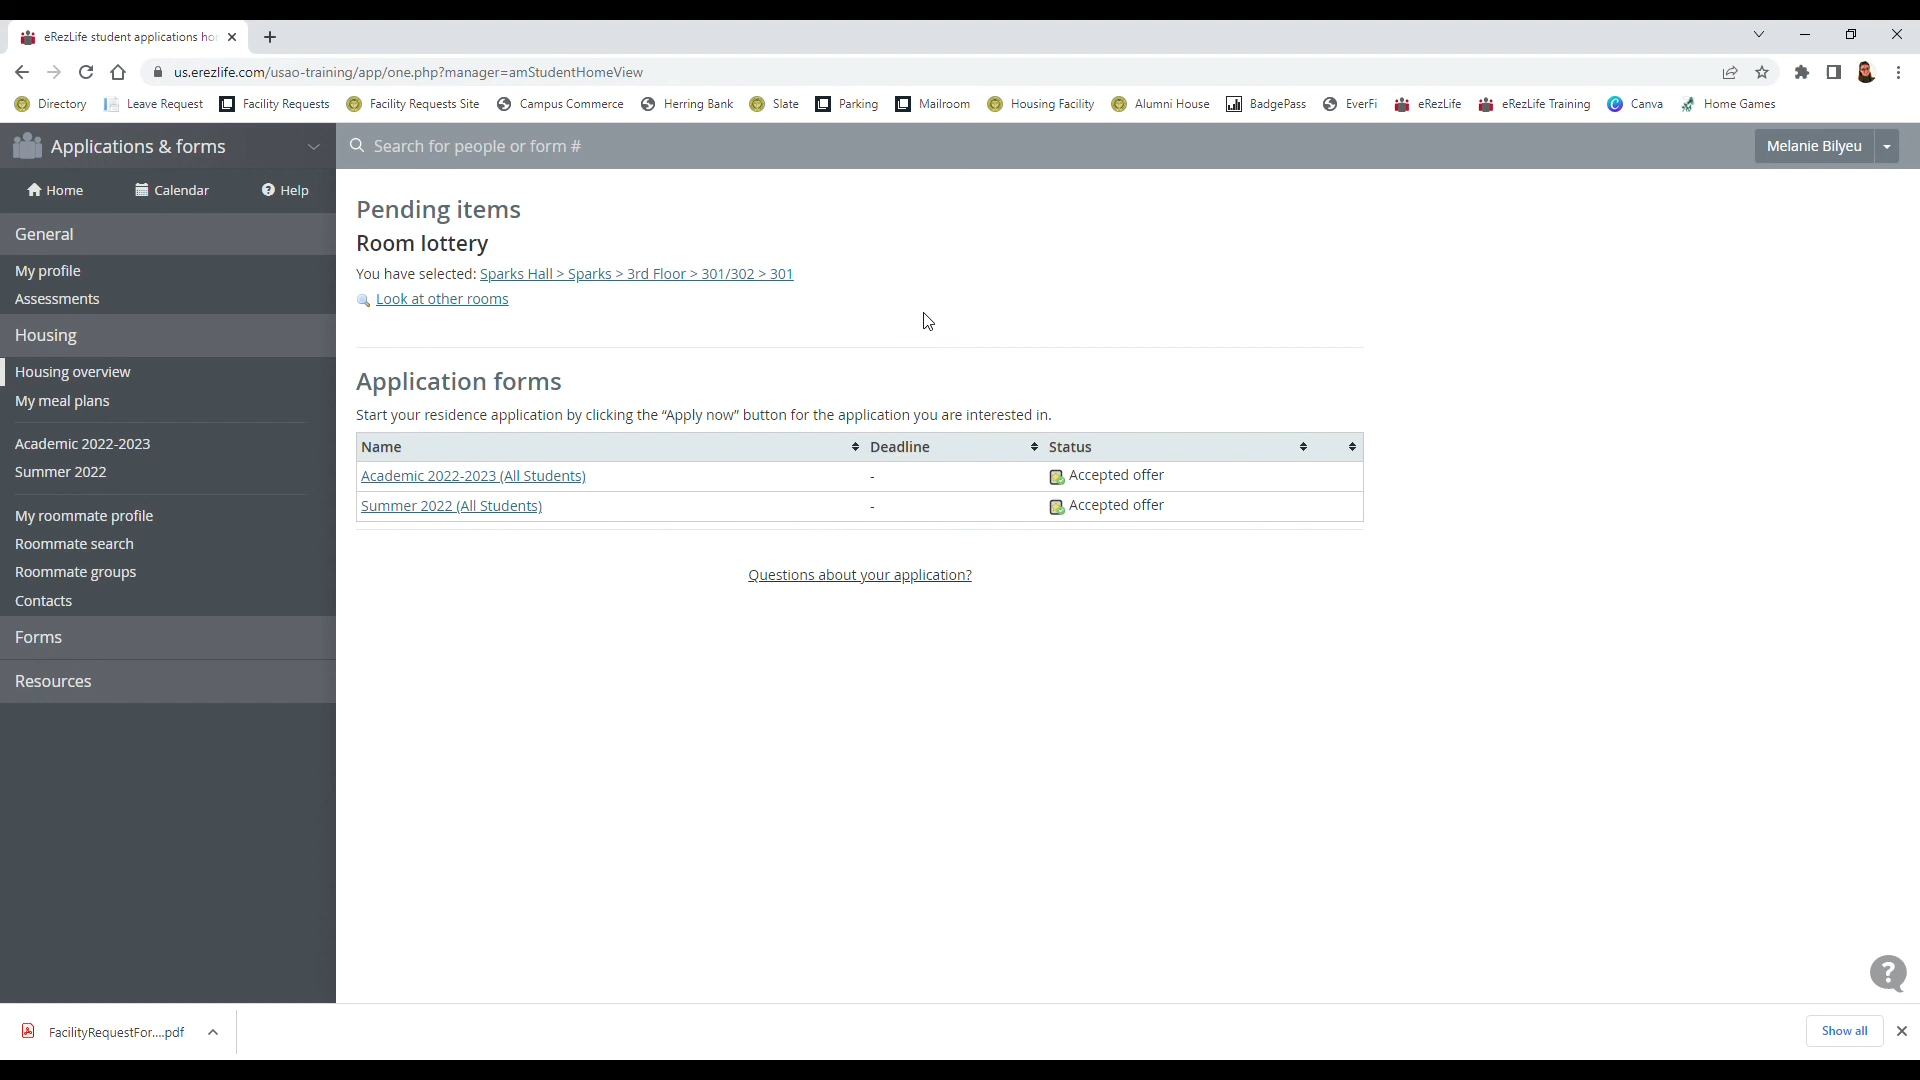 eRezLife student applications ho
us.erezlife.com/usao-training/app/one.php?manager=amStudentHomeView
Directory Leave Request Facility Requests Facility Requests Site Campus Commerce Herring Bank Slate Parking Mailroom Housing Facility Alumni House BadgePass EverFi eRezLife eRezLife Training Canva Home Games
Applications & forms
Search for people or form #
Melanie Bilyeu
Home Calendar Help
General
My profile
Assessments
Housing
Housing overview
My meal plans
Academic 2022-2023
Summer 2022
My roommate profile
Roommate search
Roommate groups
Contacts
Forms
Resources
Pending items
Room lottery
You have selected: Sparks Hall > Sparks > 3rd Floor > 301/302 > 301
Look at other rooms
Application forms
Start your residence application by clicking the “Apply now” button for the application you are interested in.
Name Deadline Status
Academic 2022-2023 (All Students) - Accepted offer
Summer 2022 (All Students) - Accepted offer
Questions about your application?
?
FacilityRequestFor....pdf
Show all